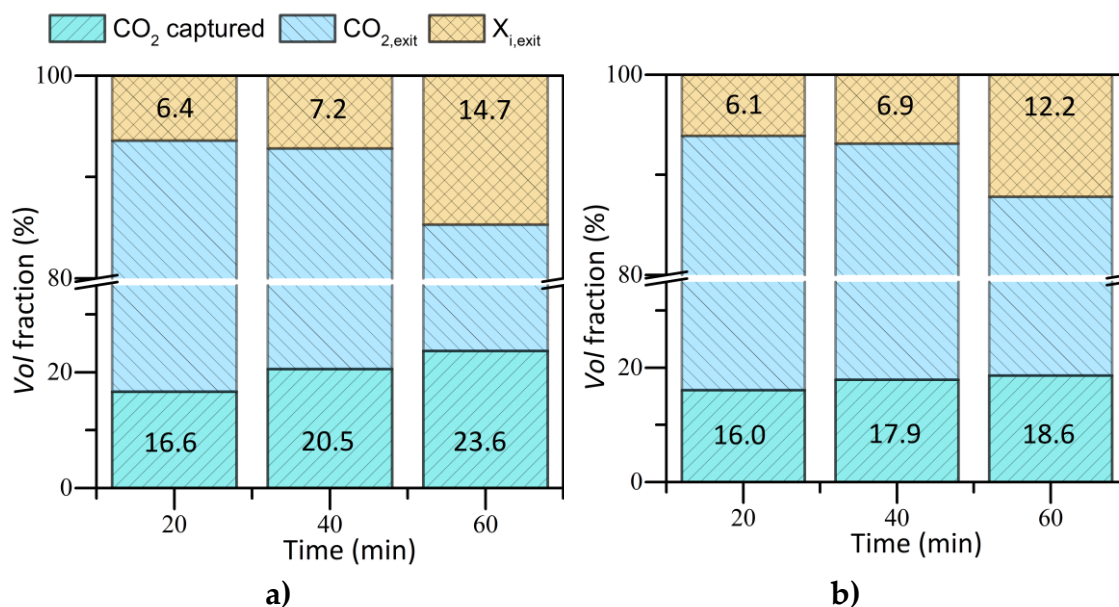 CO₂ captured CO₂,exit Xᵢ,exit
Vol fraction (%)
100
80
20
0
6.4 7.2 14.7
16.6 20.5 23.6
20 40 60
Time (min)
a)
Vol fraction (%)
100
80
20
0
6.1 6.9 12.2
16.0 17.9 18.6
20 40 60
Time (min)
b)